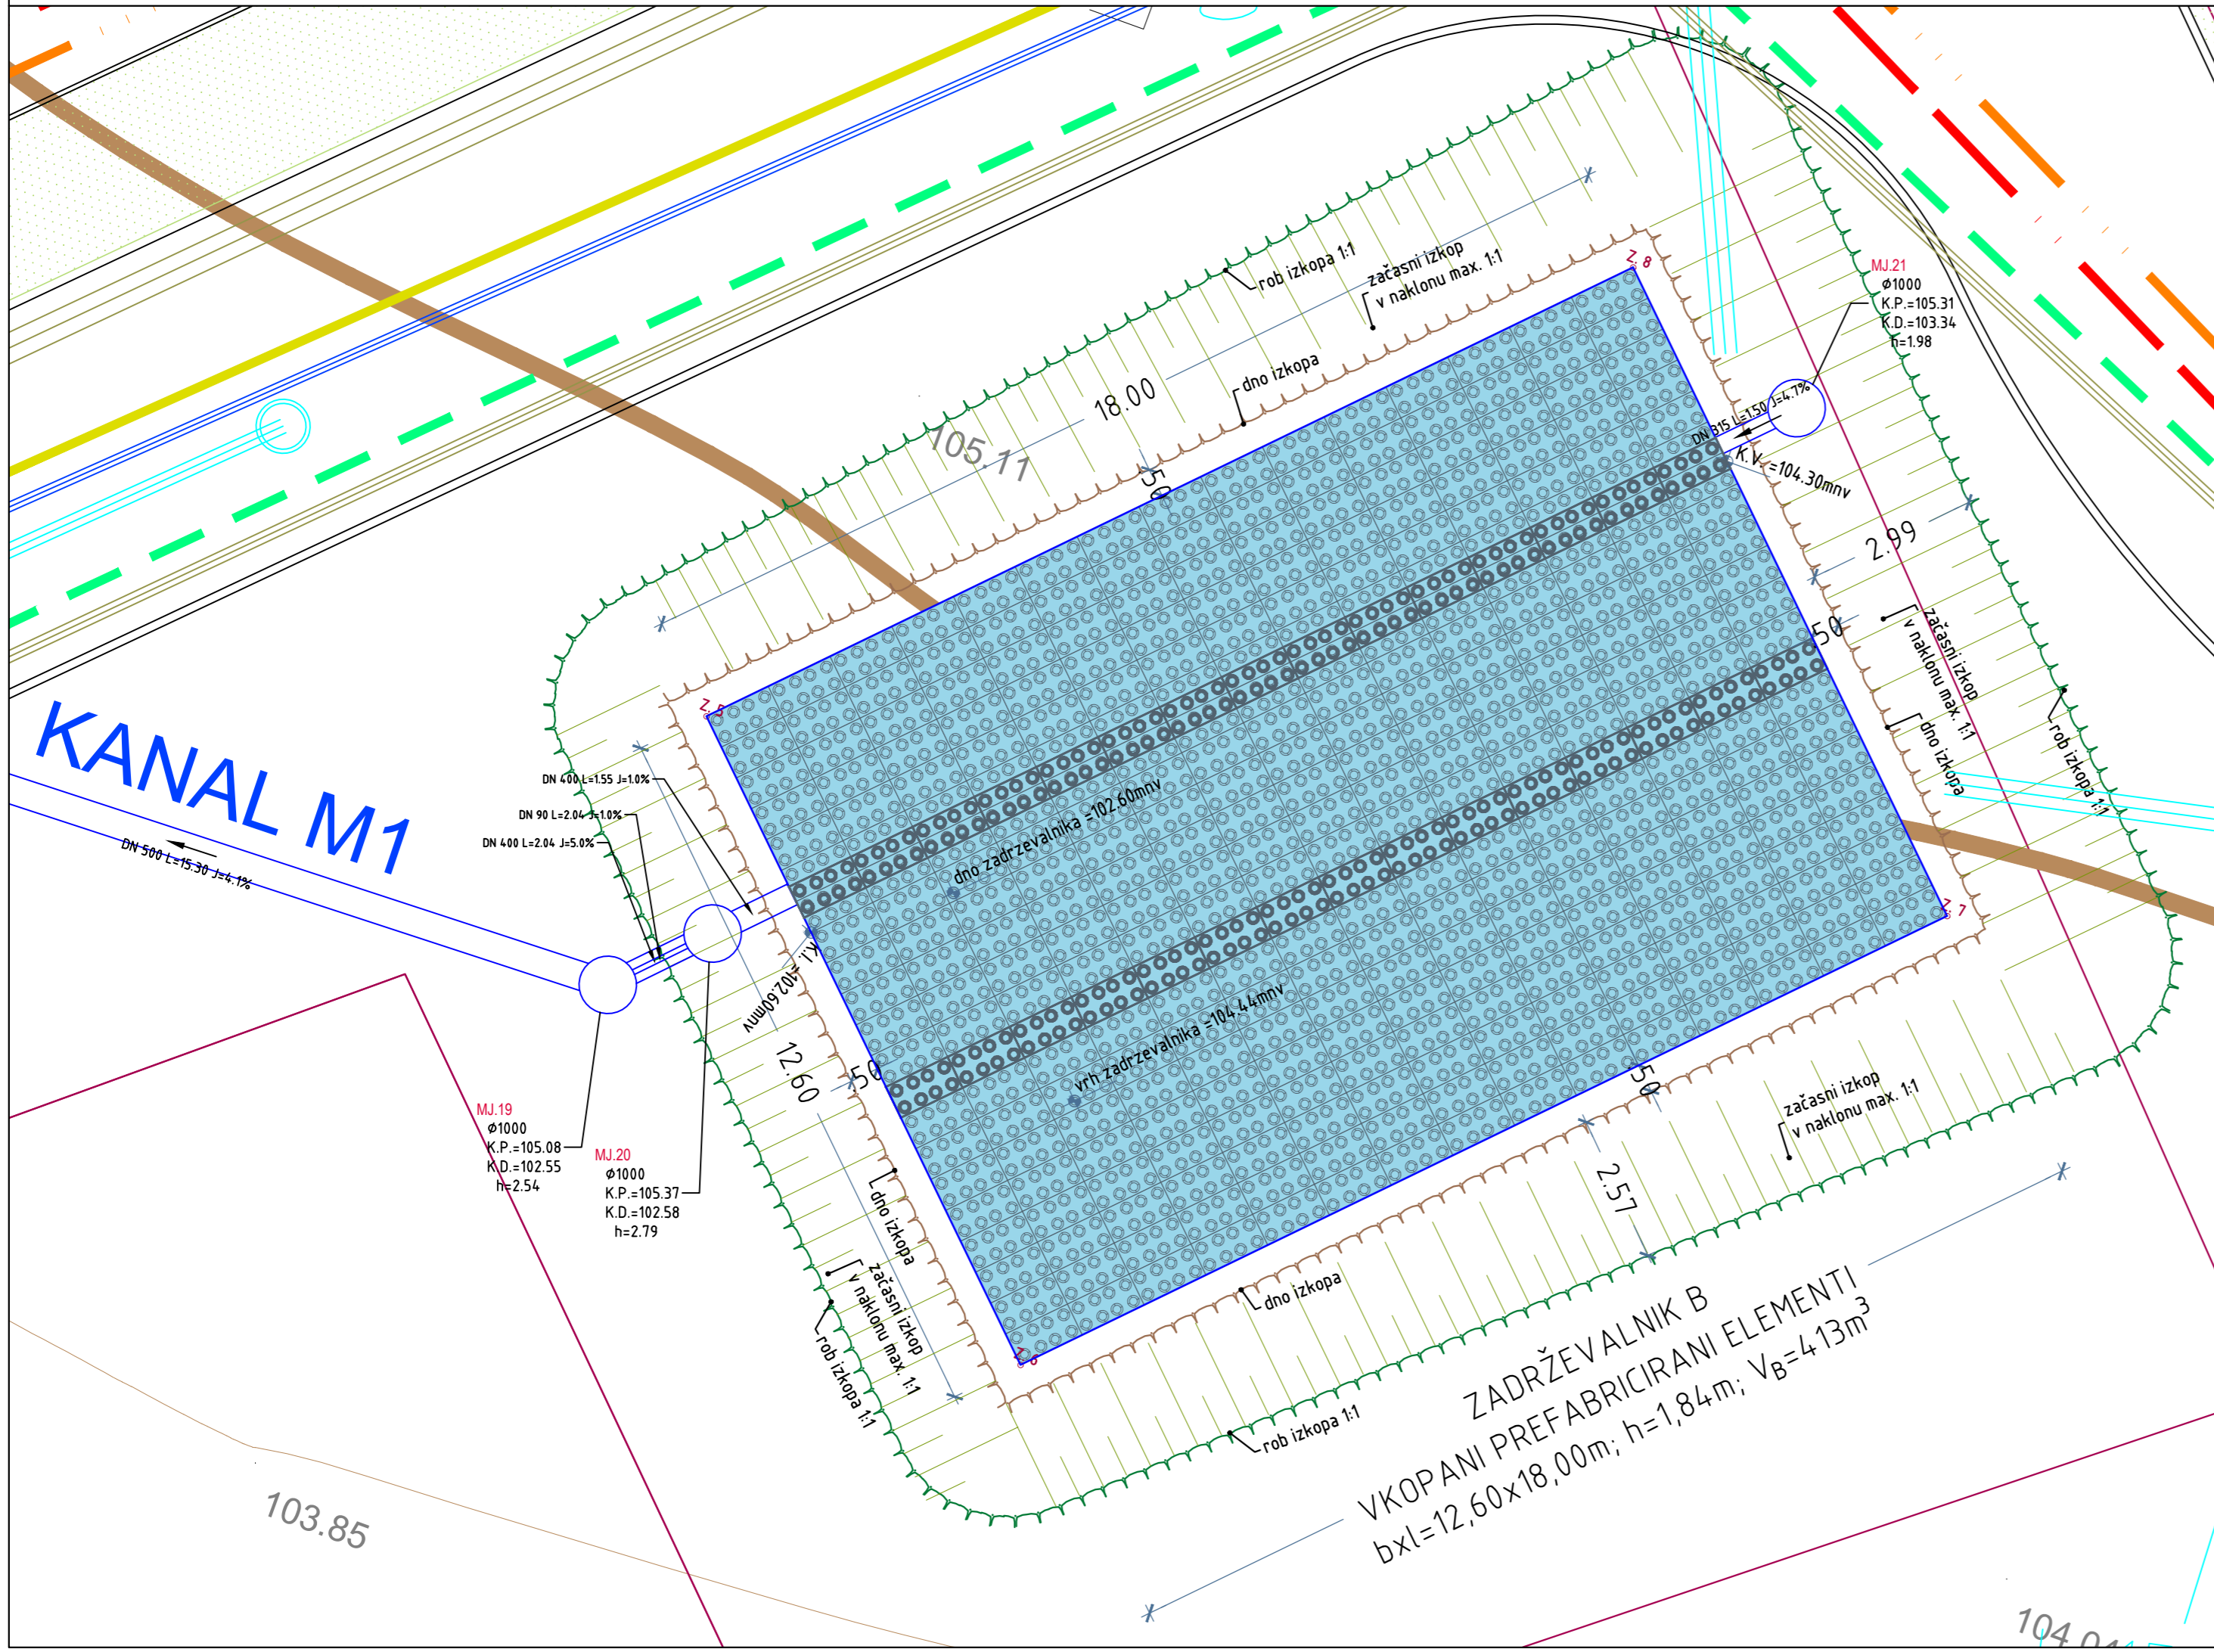 KANAL M1
DN 500 L=15.30 J=4.1%
DN 400 L=1.55 J=1.0%
DN 90 L=2.04 J=1.0%
DN 400 L=2.04 J=5.0%
MJ.19
ø1000
K.P.=105.08
K.D.=102.55
h=2.54
MJ.20
ø1000
K.P.=105.37
K.D.=102.58
h=2.79
MJ.21
ø1000
K.P.=105.31
K.D.=103.34
h=1.98
DN 315 L=1.50 J=4.7%
K.V. =104.30mnv
K.I. =102.60mnv
Z.5
Z.6
Z.7
Z.8
105.11
18.00
12.60
2.99
2.57
50
50
50
50
rob izkopa 1:1
začasni izkop
v naklonu max. 1:1
dno izkopa
začasni izkop
v naklonu max. 1:1
dno izkopa
rob izkopa 1:1
dno zadrzevalnika =102.60mnv
vrh zadrzevalnika =104.44mnv
dno izkopa
začasni izkop
v naklonu max. 1:1
rob izkopa 1:1
dno izkopa
začasni izkop
v naklonu max. 1:1
rob izkopa 1:1
ZADRŽEVALNIK B
VKOPANI PREFABRICIRANI ELEMENTI
bxl=12,60x18,00m; h=1,84m; V_B=413m³
103.85